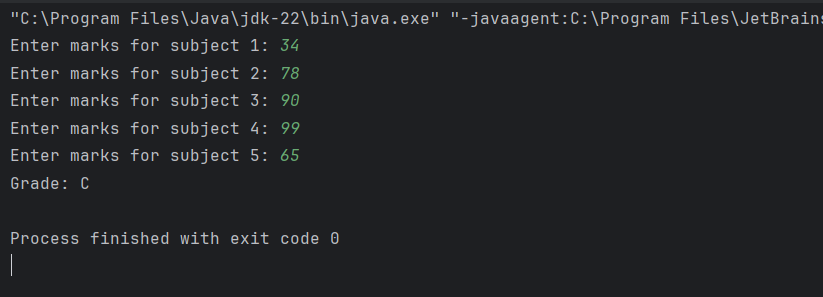 "C:\Program Files\Java\jdk-22\bin\java.exe" "-javaagent:C:\Program Files\JetBrains
Enter marks for subject 1: 34
Enter marks for subject 2: 78
Enter marks for subject 3: 90
Enter marks for subject 4: 99
Enter marks for subject 5: 65
Grade: C
Process finished with exit code 0